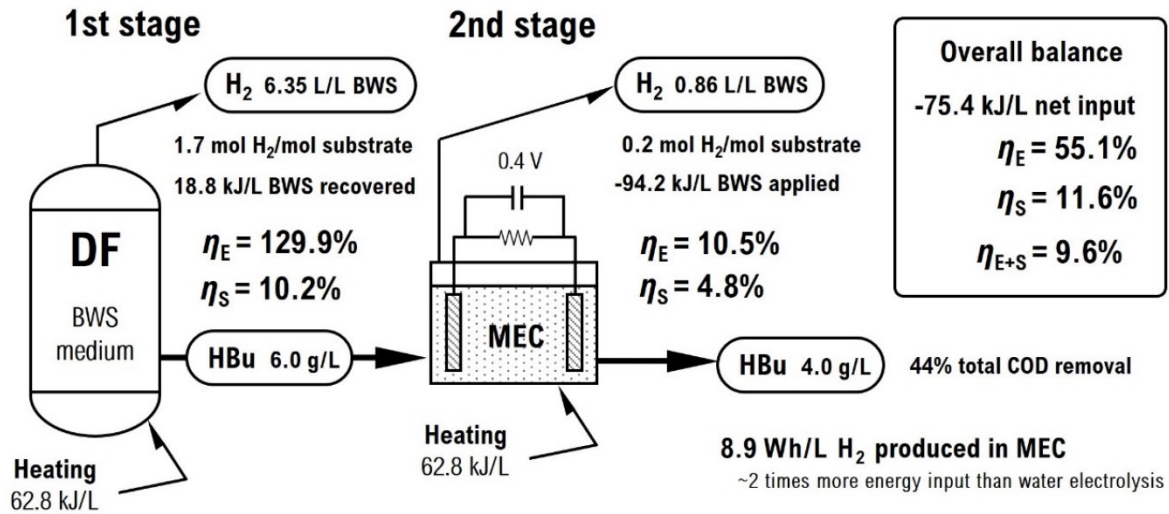 1st stage
H₂ 6.35 L/L BWS
1.7 mol H₂/mol substrate
18.8 kJ/L BWS recovered
ηE = 129.9%
ηS = 10.2%
DF
BWS
medium
HBu 6.0 g/L
Heating
62.8 kJ/L
2nd stage
H₂ 0.86 L/L BWS
0.2 mol H₂/mol substrate
-94.2 kJ/L BWS applied
0.4 V
ηE = 10.5%
ηS = 4.8%
MEC
HBu 4.0 g/L
44% total COD removal
Heating
62.8 kJ/L
8.9 Wh/L H₂ produced in MEC
~2 times more energy input than water electrolysis
Overall balance
-75.4 kJ/L net input
ηE = 55.1%
ηS = 11.6%
ηE+S = 9.6%